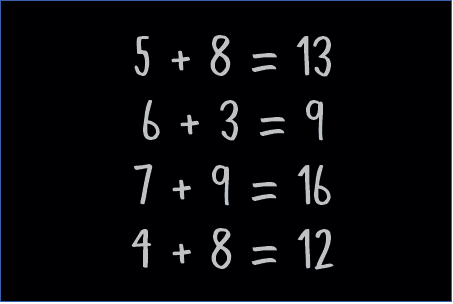 5 + 8 = 13
6 + 3 = 9
7 + 9 = 16
4 + 8 = 12